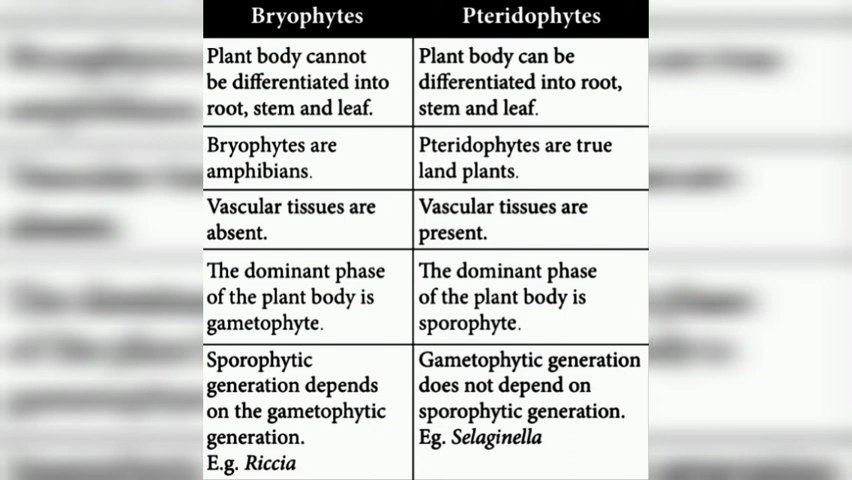 Bryophytes
Pteridophytes
Plant body cannot
be differentiated into
root, stem and leaf.
Plant body can be
differentiated into root,
stem and leaf.
Bryophytes are
amphibians.
Pteridophytes are true
land plants.
Vascular tissues are
absent.
Vascular tissues are
present.
The dominant phase
of the plant body is
gametophyte.
The dominant phase
of the plant body is
sporophyte.
Sporophytic
generation depends
on the gametophytic
generation.
E.g. Riccia
Gametophytic generation
does not depend on
sporophytic generation.
Eg. Selaginella